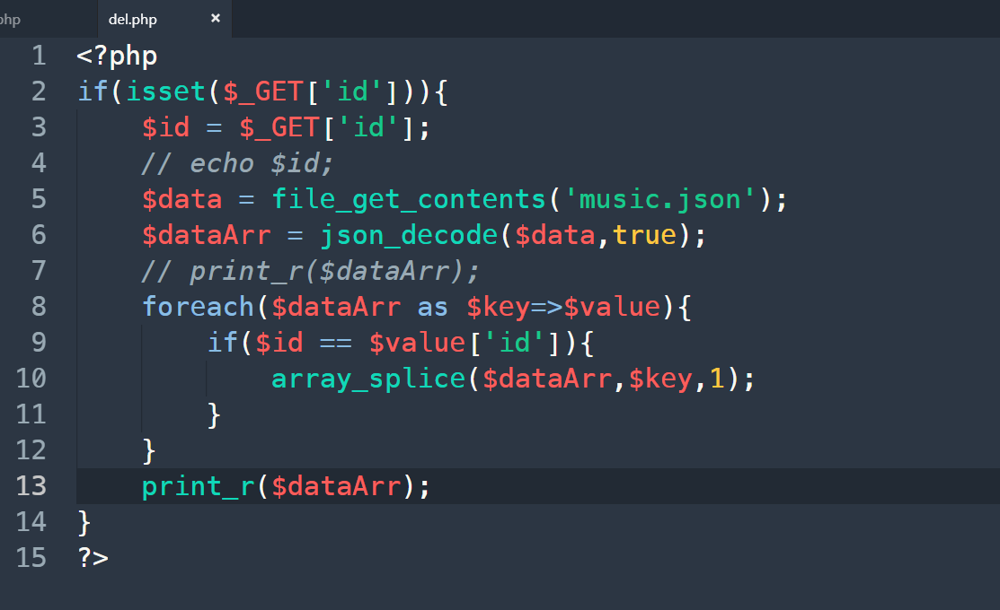 php
del.php ×
1 <?php
2 if(isset($_GET['id'])){
3     $id = $_GET['id'];
4     // echo $id;
5     $data = file_get_contents('music.json');
6     $dataArr = json_decode($data,true);
7     // print_r($dataArr);
8     foreach($dataArr as $key=>$value){
9         if($id == $value['id']){
10             array_splice($dataArr,$key,1);
11         }
12     }
13     print_r($dataArr);
14 }
15 ?>